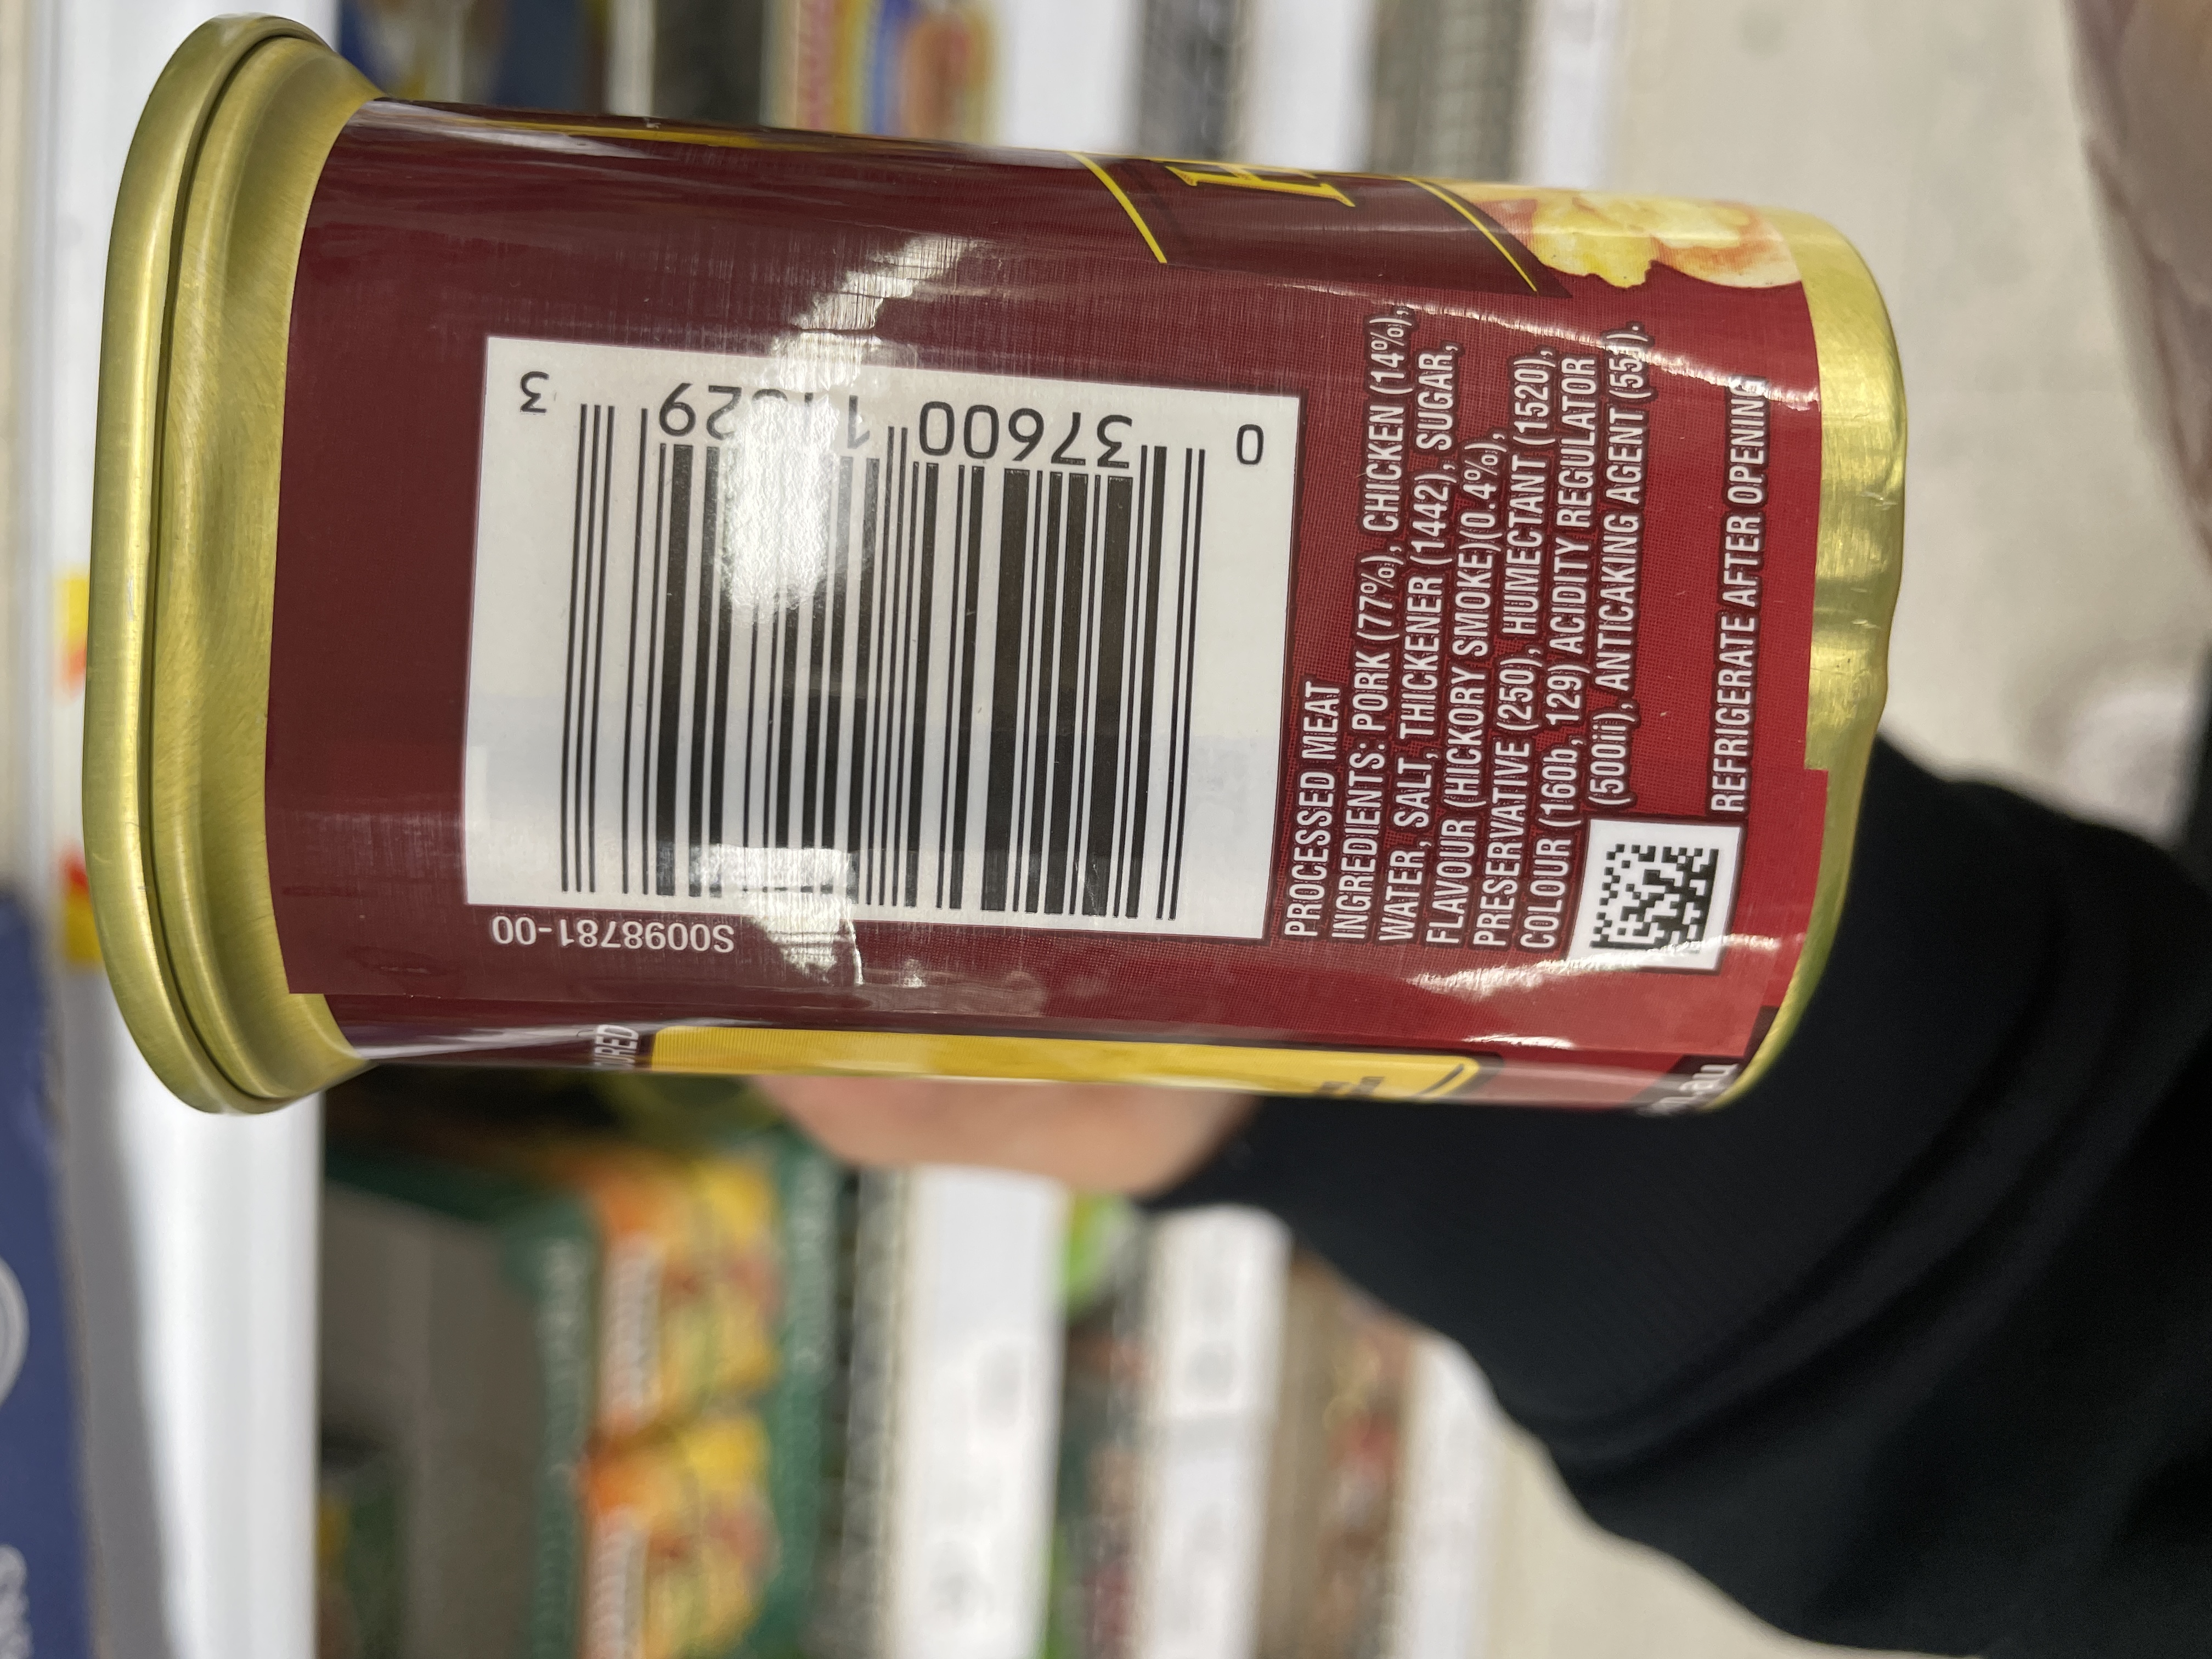 S0098781-00
0 37600 1 29 3
URED
PROCESSED MEAT
INGREDIENTS: PORK (77%), CHICKEN (14%),
WATER, SALT, THICKENER (1442), SUGAR,
FLAVOUR (HICKORY SMOKE)(0.4%),
PRESERVATIVE (250), HUMECTANT (1520),
COLOUR (160b, 129) ACIDITY REGULATOR
(500ii), ANTICAKING AGENT (551).
REFRIGERATE AFTER OPENING
.au
H